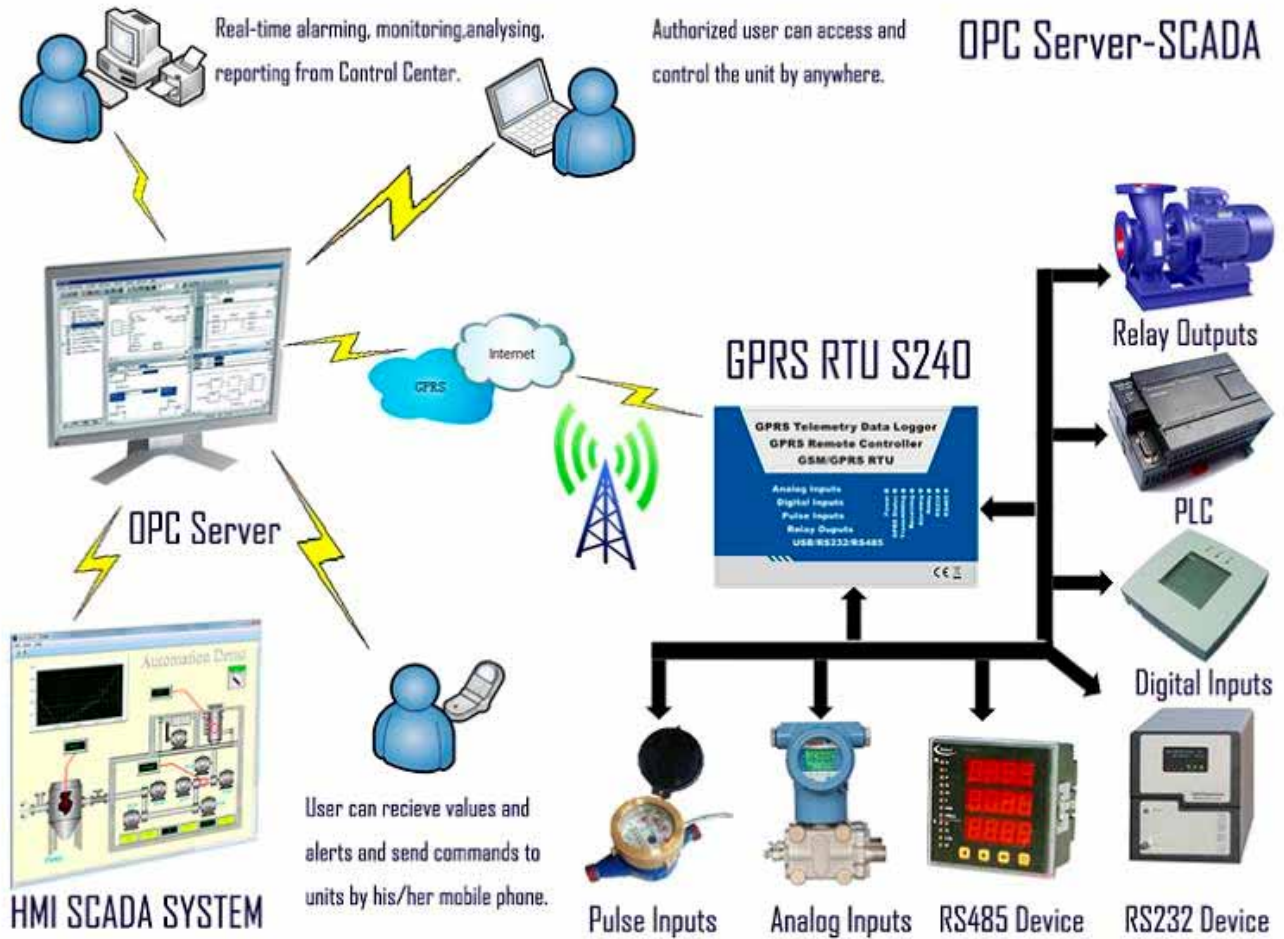 Real-time alarming, monitoring,analysing,
reporting from Control Center.
Authorized user can access and
control the unit by anywhere.
OPC Server-SCADA
Internet
GPRS
GPRS RTU S240
GPRS Telemetry Data Logger
GPRS Remote Controller
GSM/GPRS RTU
Analog Inputs
Digital Inputs
Pulse Inputs
Relay Ouputs
USB/RS232/RS485
CE
Relay Outputs
PLC
Digital Inputs
OPC Server
Automation Demo
HMI SCADA SYSTEM
User can recieve values and
alerts and send commands to
units by his/her mobile phone.
Pulse Inputs
Analog Inputs
RS485 Device
RS232 Device